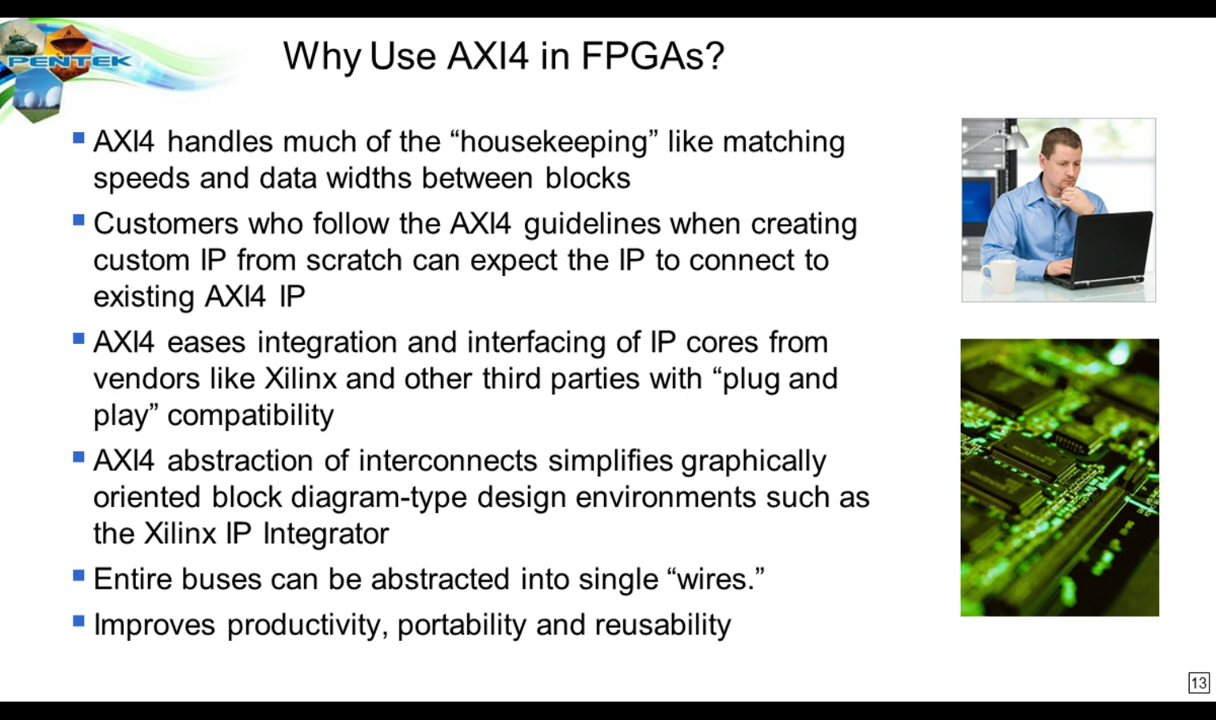 PENTEK
Why Use AXI4 in FPGAs?
AXI4 handles much of the “housekeeping” like matching
speeds and data widths between blocks
Customers who follow the AXI4 guidelines when creating
custom IP from scratch can expect the IP to connect to
existing AXI4 IP
AXI4 eases integration and interfacing of IP cores from
vendors like Xilinx and other third parties with “plug and
play” compatibility
AXI4 abstraction of interconnects simplifies graphically
oriented block diagram-type design environments such as
the Xilinx IP Integrator
Entire buses can be abstracted into single “wires.”
Improves productivity, portability and reusability
13